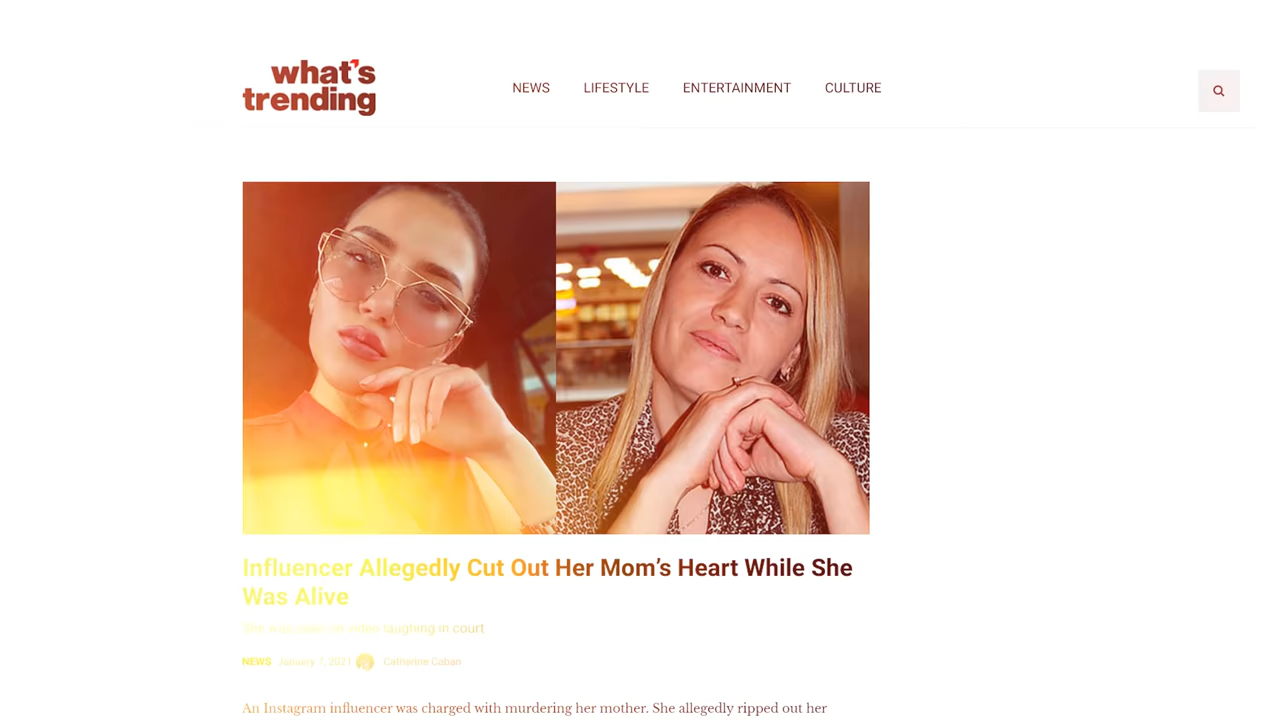 what's
trending
NEWS LIFESTYLE ENTERTAINMENT CULTURE
Influencer Allegedly Cut Out Her Mom's Heart While She
Was Alive
She was seen on video laughing in court
NEWS January 1, 2021 Catherine Caban
An Instagram influencer was charged with murdering her mother. She allegedly ripped out her